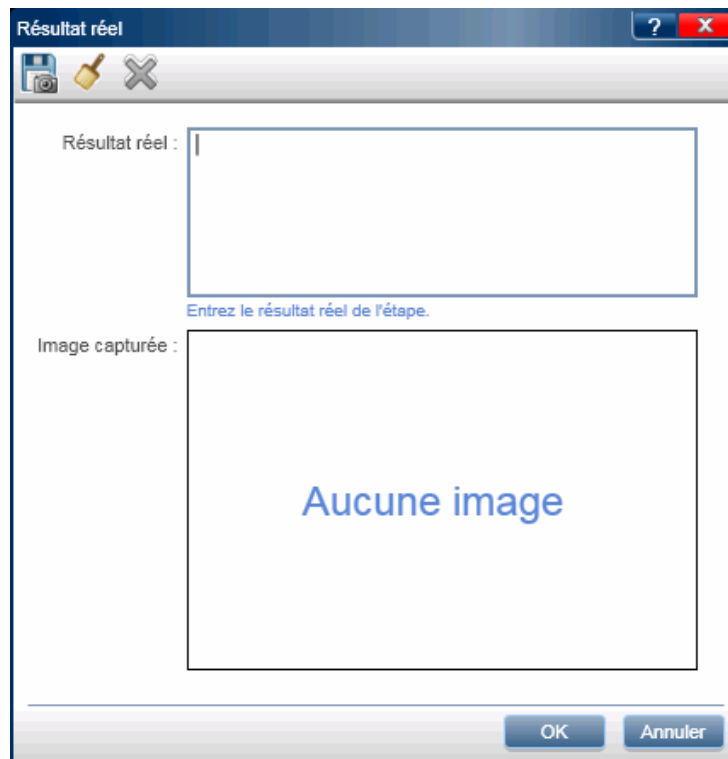 Résultat réel
?
X
Résultat réel :
Entrez le résultat réel de l'étape.
Image capturée :
Aucune image
OK
Annuler